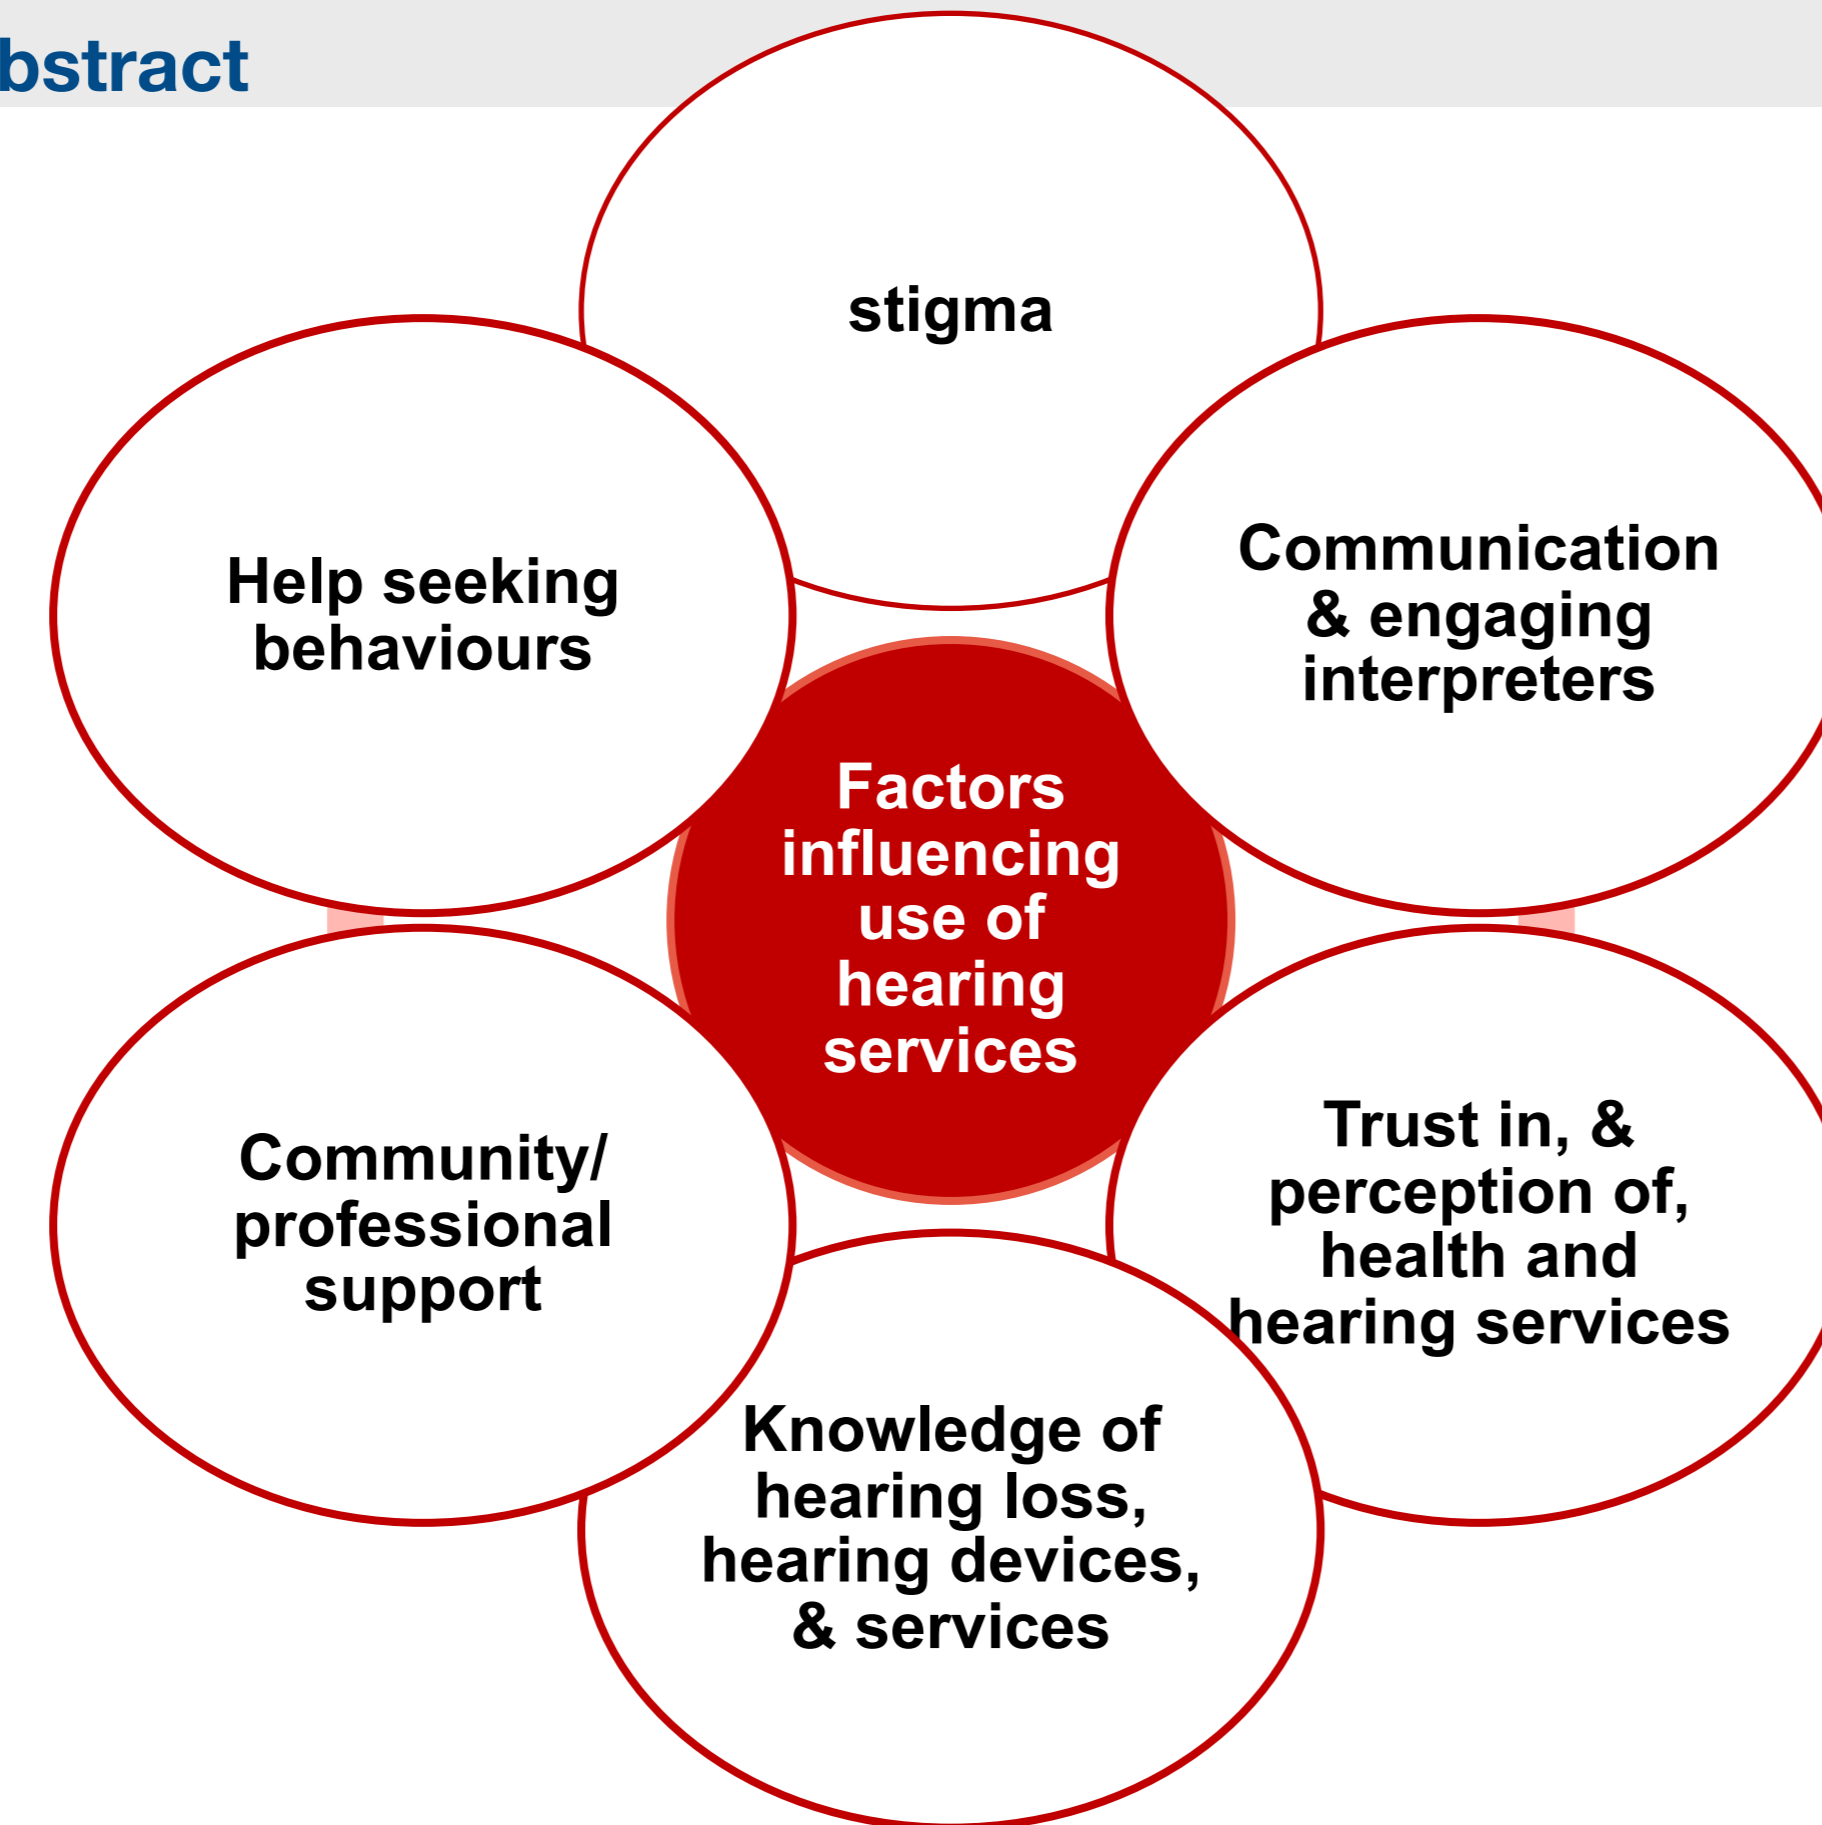 bstract
stigma
Communication
& engaging
interpreters
Help seeking
behaviours
Factors
influencing
use of
hearing
services
Trust in, &
perception of,
health and
hearing services
Community/
professional
support
Knowledge of
hearing loss,
hearing devices,
& services